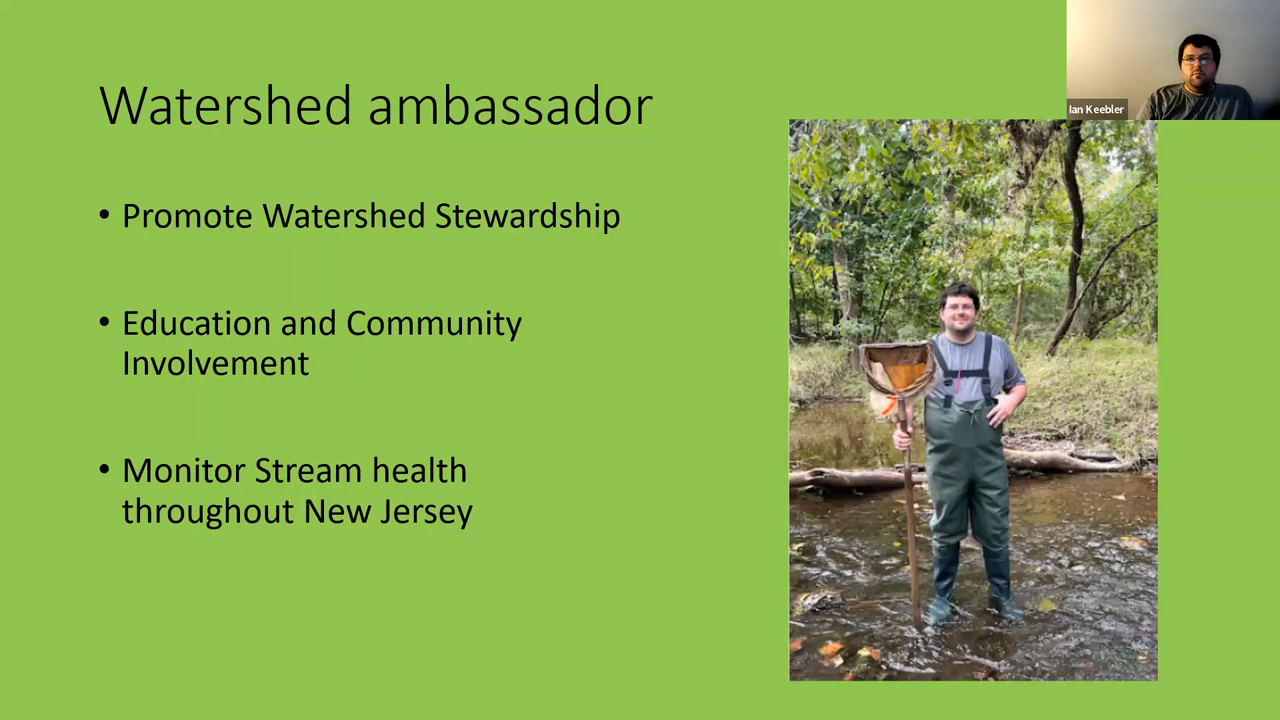 Watershed ambassador
• Promote Watershed Stewardship
• Education and Community
Involvement
• Monitor Stream health
throughout New Jersey
Ian Keebler